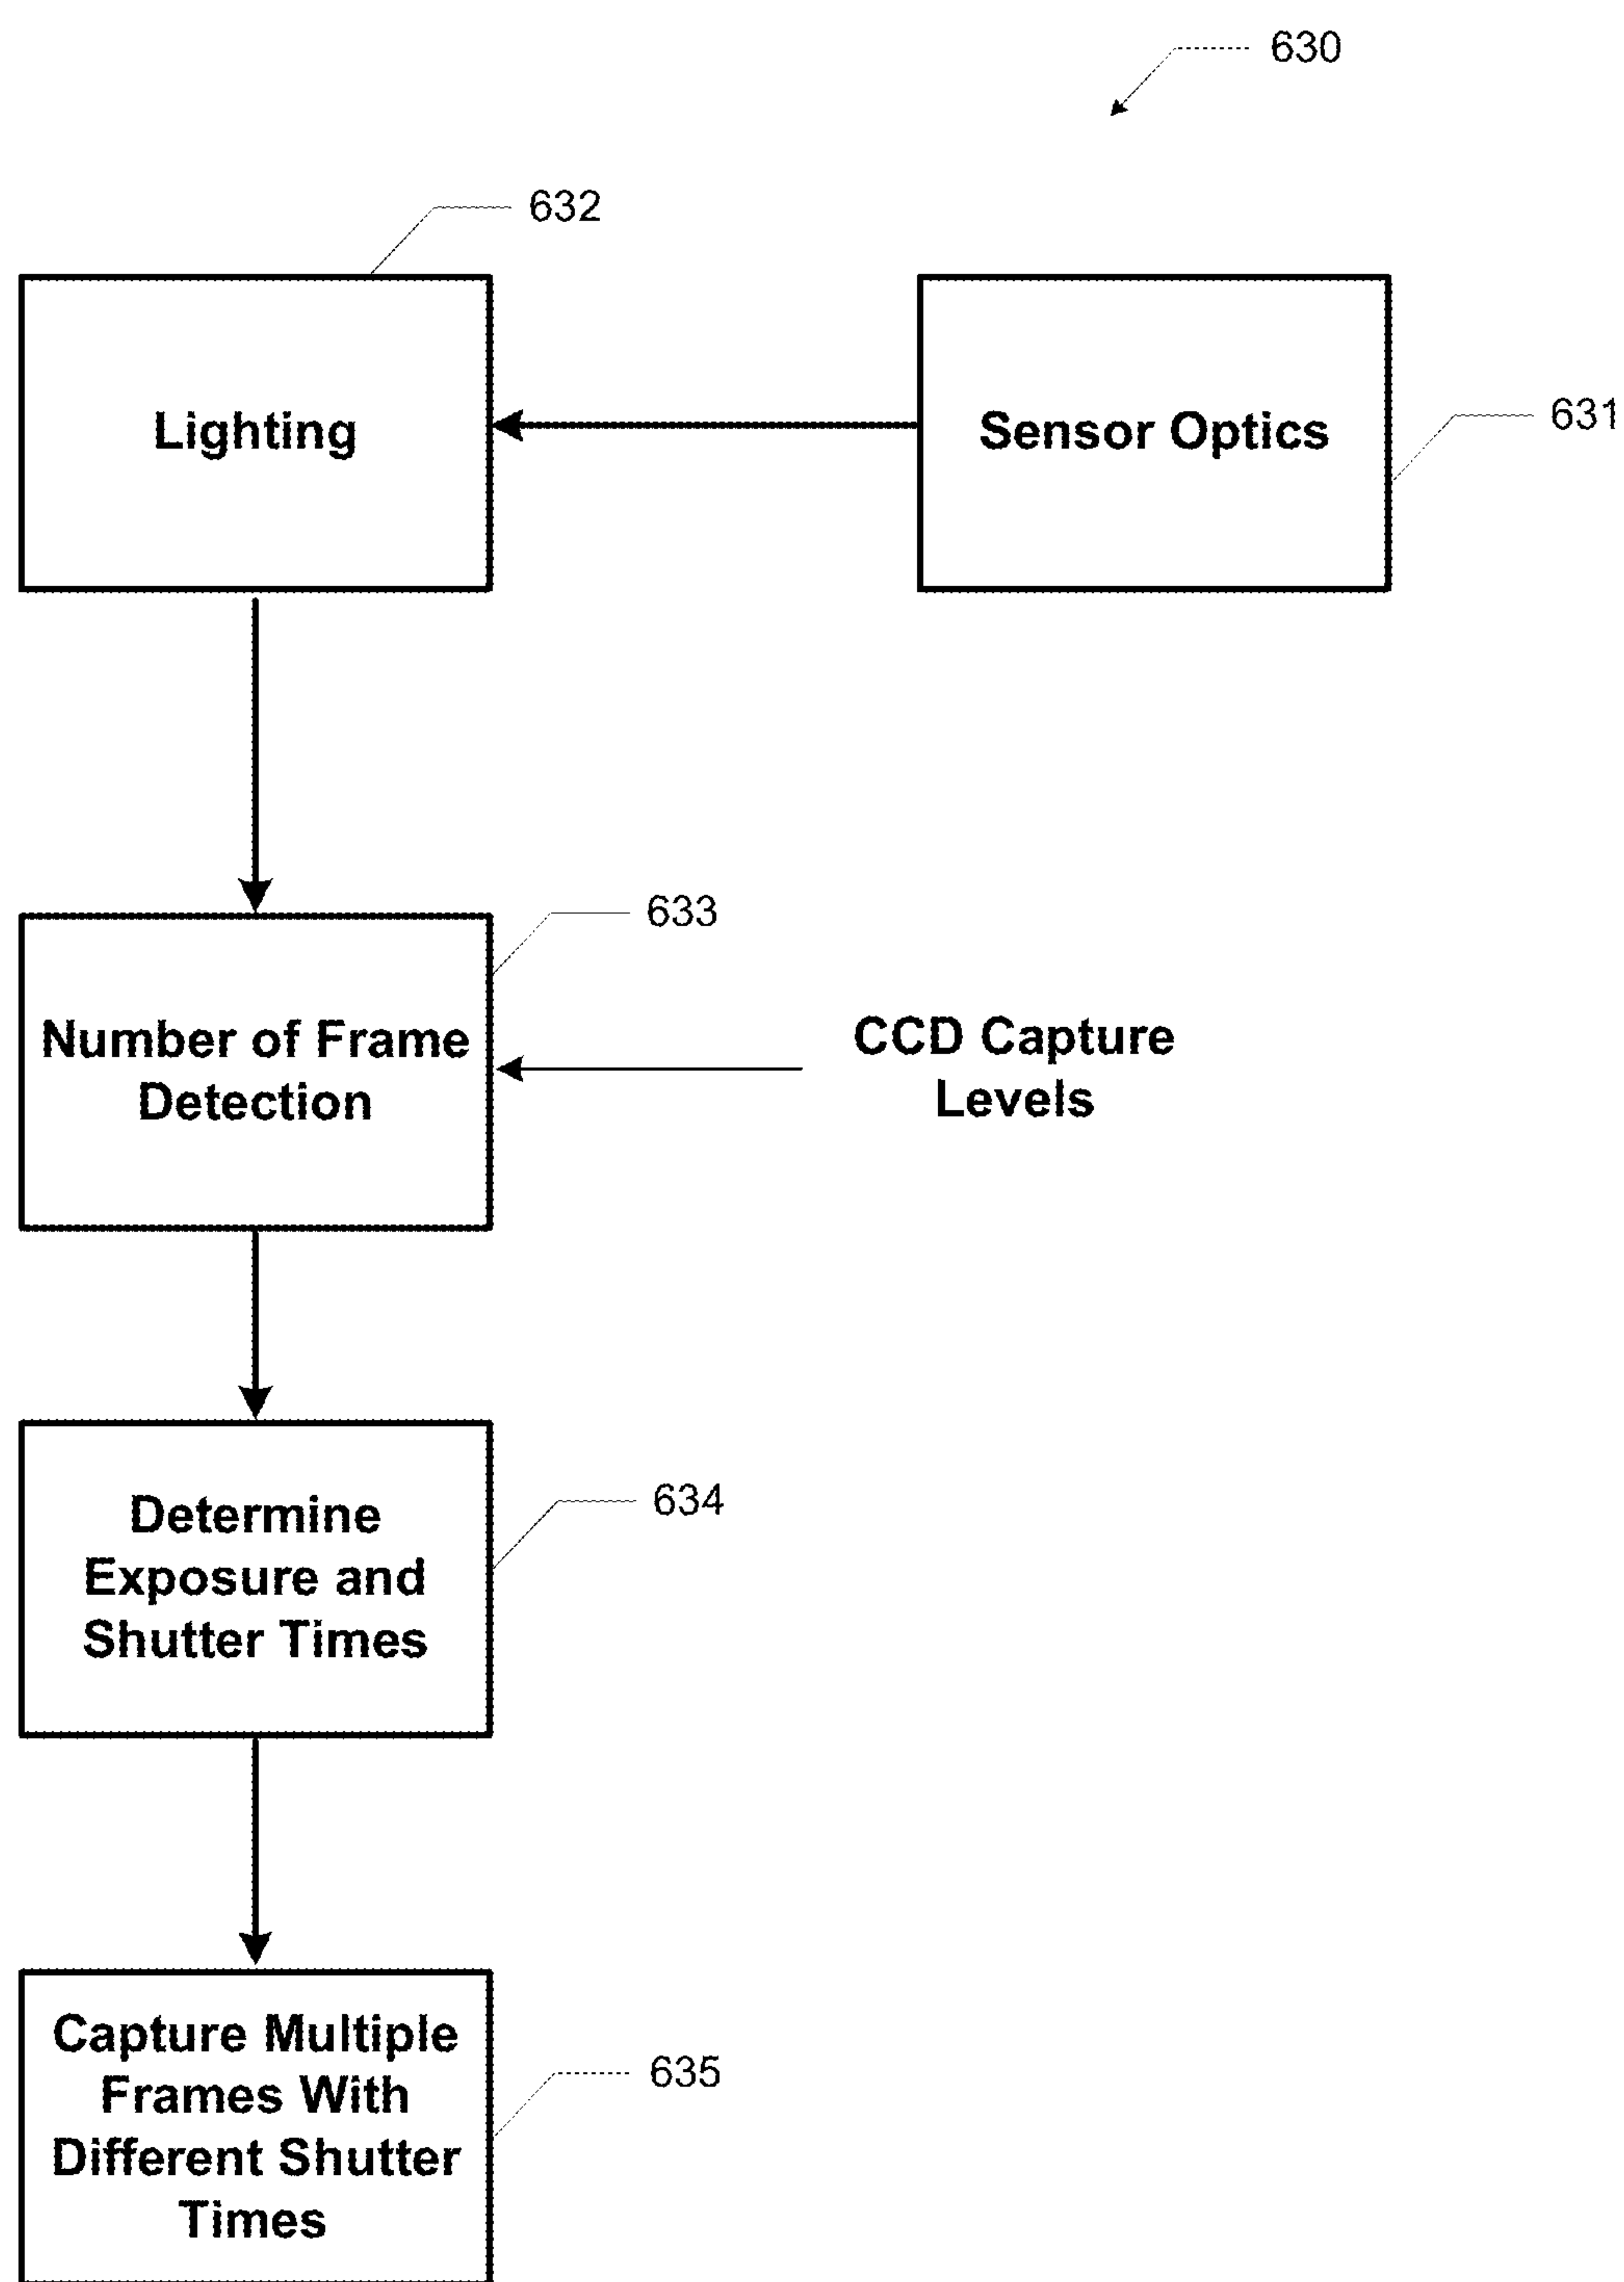 630
632
Lighting
Sensor Optics
631
633
Number of Frame
Detection
CCD Capture
Levels
634
Determine
Exposure and
Shutter Times
635
Capture Multiple
Frames With
Different Shutter
Times